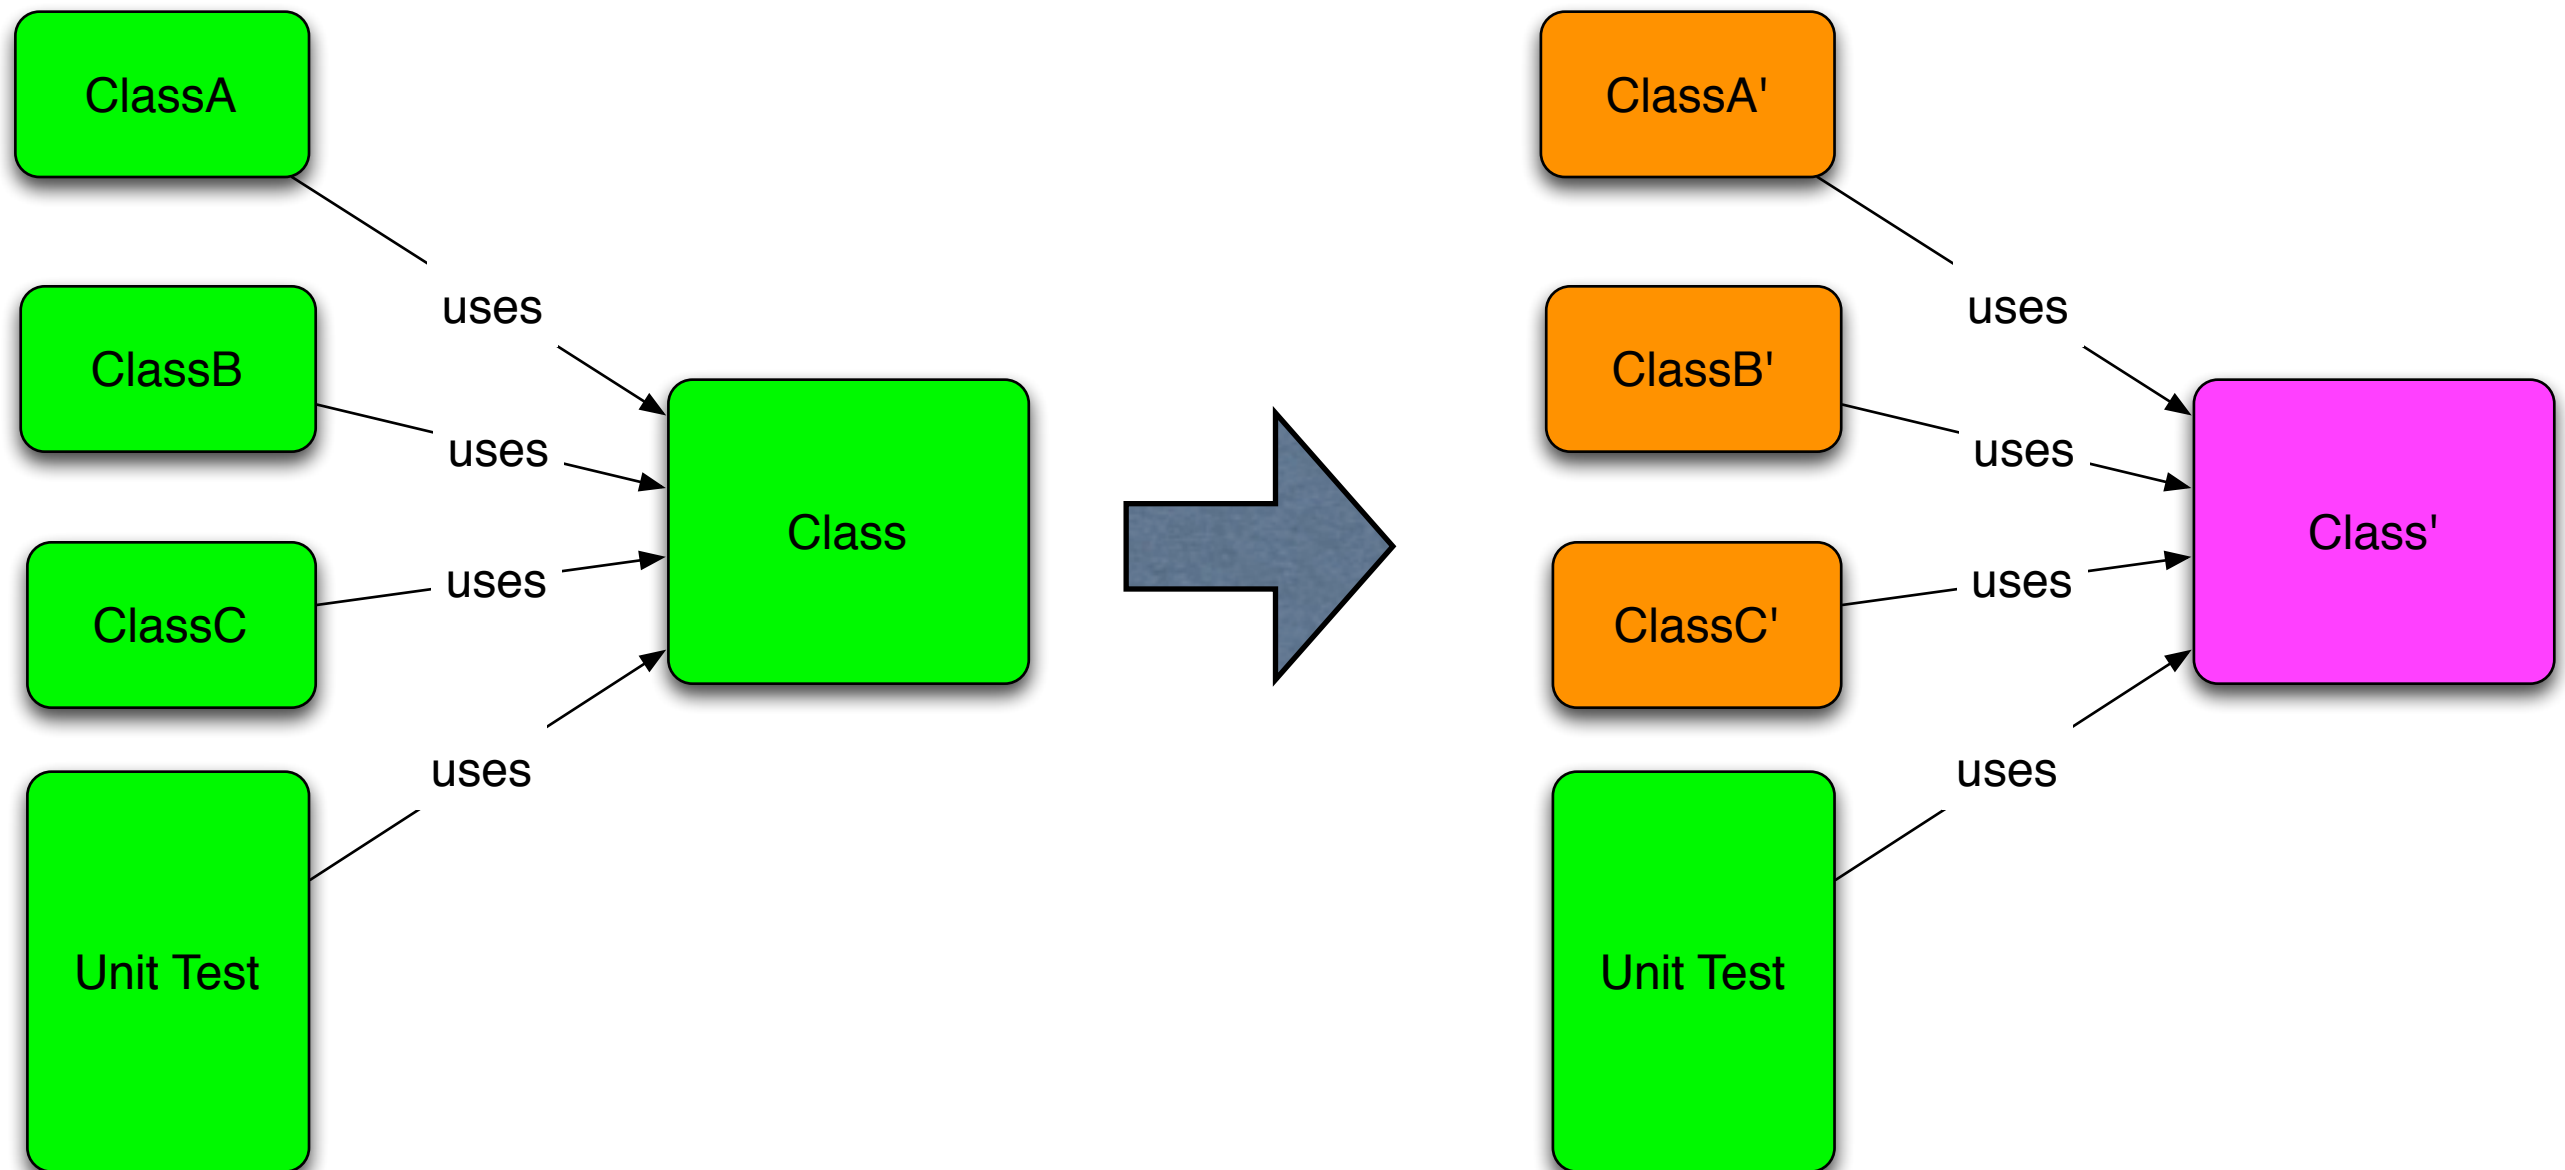 ClassA
uses
ClassB
uses
Class
ClassC
uses
uses
Unit Test
ClassA'
uses
ClassB'
uses
Class'
ClassC'
uses
uses
Unit Test